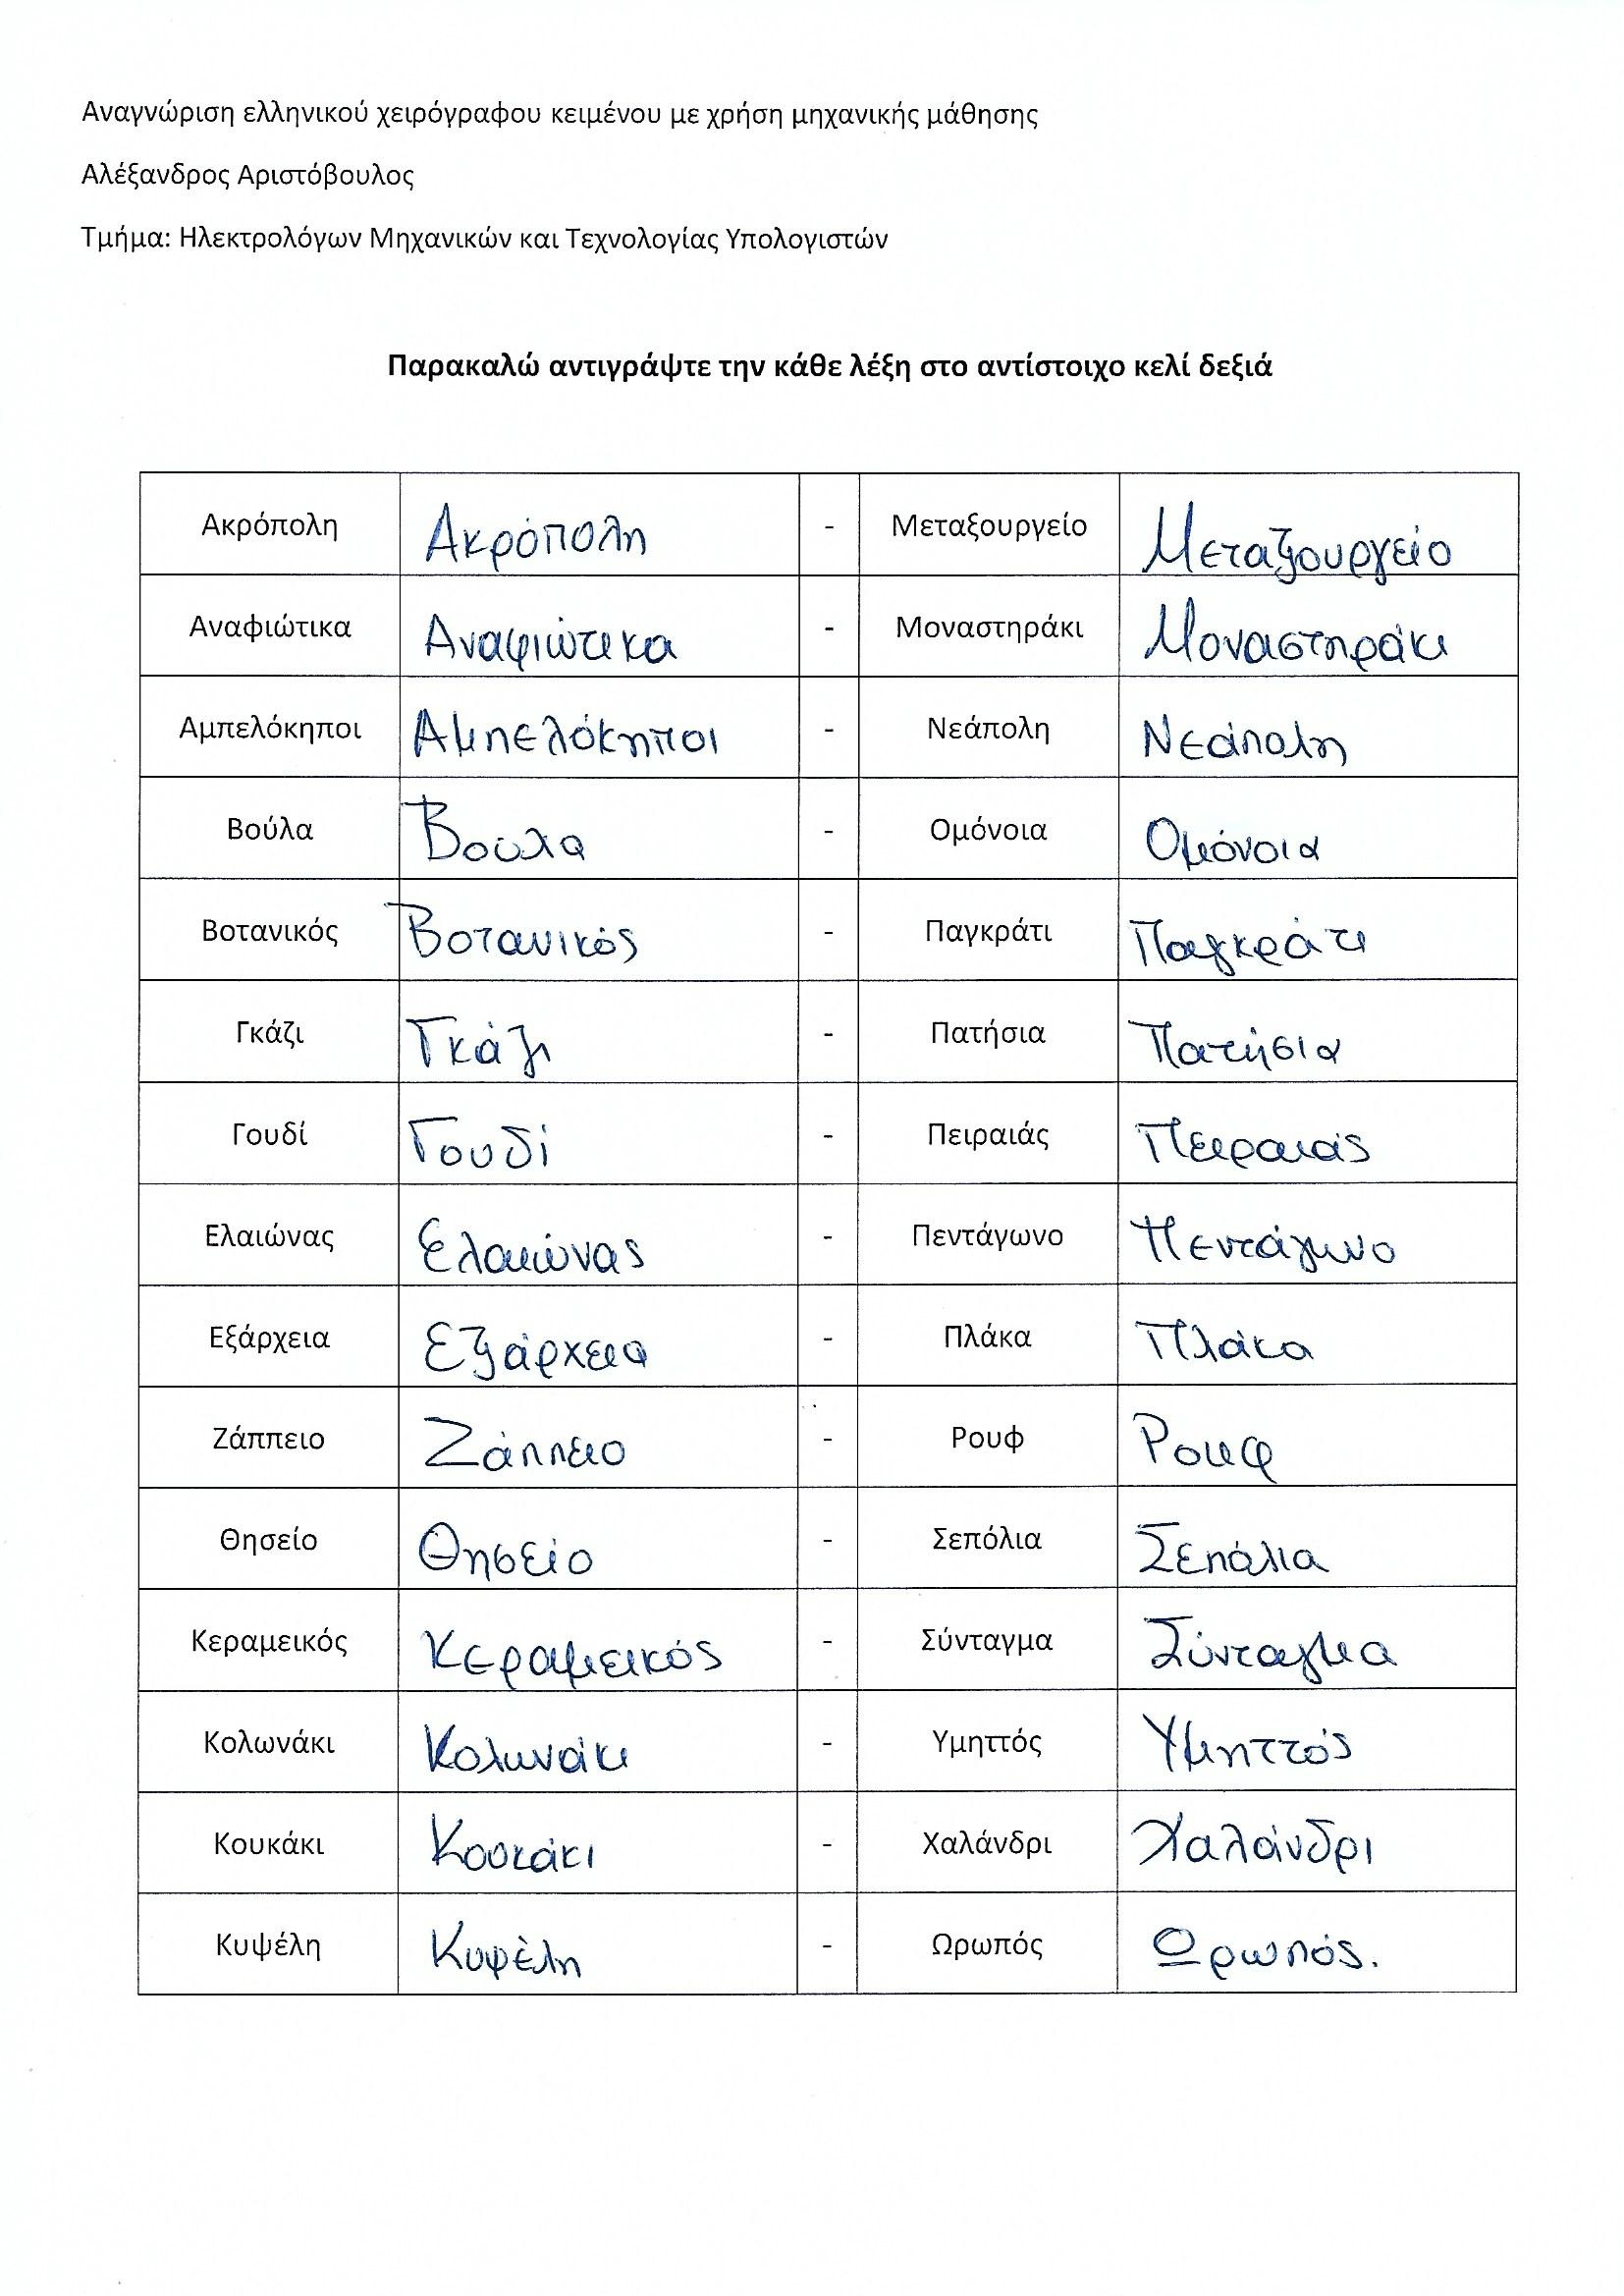 Αναγνώριση ελληνικού χειρόγραφου κειμένου με χρήση μηχανικής μάθησης
Αλέξανδρος Αριστόβουλος
Τμήμα: Ηλεκτρολόγων Μηχανικών και Τεχνολογίας Υπολογιστών
Παρακαλώ αντιγράψτε την κάθε λέξη στο αντίστοιχο κελί δεξιά
Ακρόπολη Ακρόπολη - Μεταξουργείο Μεταξουργείο
Αναφιώτικα Αναφιώτικα - Μοναστηράκι Μοναστηράκι
Αμπελόκηποι Αμπελόκηποι - Νεάπολη Νεάπολη
Βούλα Βούλα - Ομόνοια Ομόνοια
Βοτανικός Βοτανικός - Παγκράτι Παγκράτι
Γκάζι Γκάζι - Πατήσια Πατήσια
Γουδί Γουδί - Πειραιάς Πειραιάς
Ελαιώνας Ελαιώνας - Πεντάγωνο Πεντάγωνο
Εξάρχεια Εξάρχεια - Πλάκα Πλάκα
Ζάππειο Ζάππειο - Ρουφ Ρουφ
Θησείο Θησείο - Σεπόλια Σεπόλια
Κεραμεικός Κεραμεικός - Σύνταγμα Σύνταγμα
Κολωνάκι Κολωνάκι - Υμηττός Υμηττός
Κουκάκι Κουκάκι - Χαλάνδρι Χαλάνδρι
Κυψέλη Κυψέλη - Ωρωπός Ωρωπός.